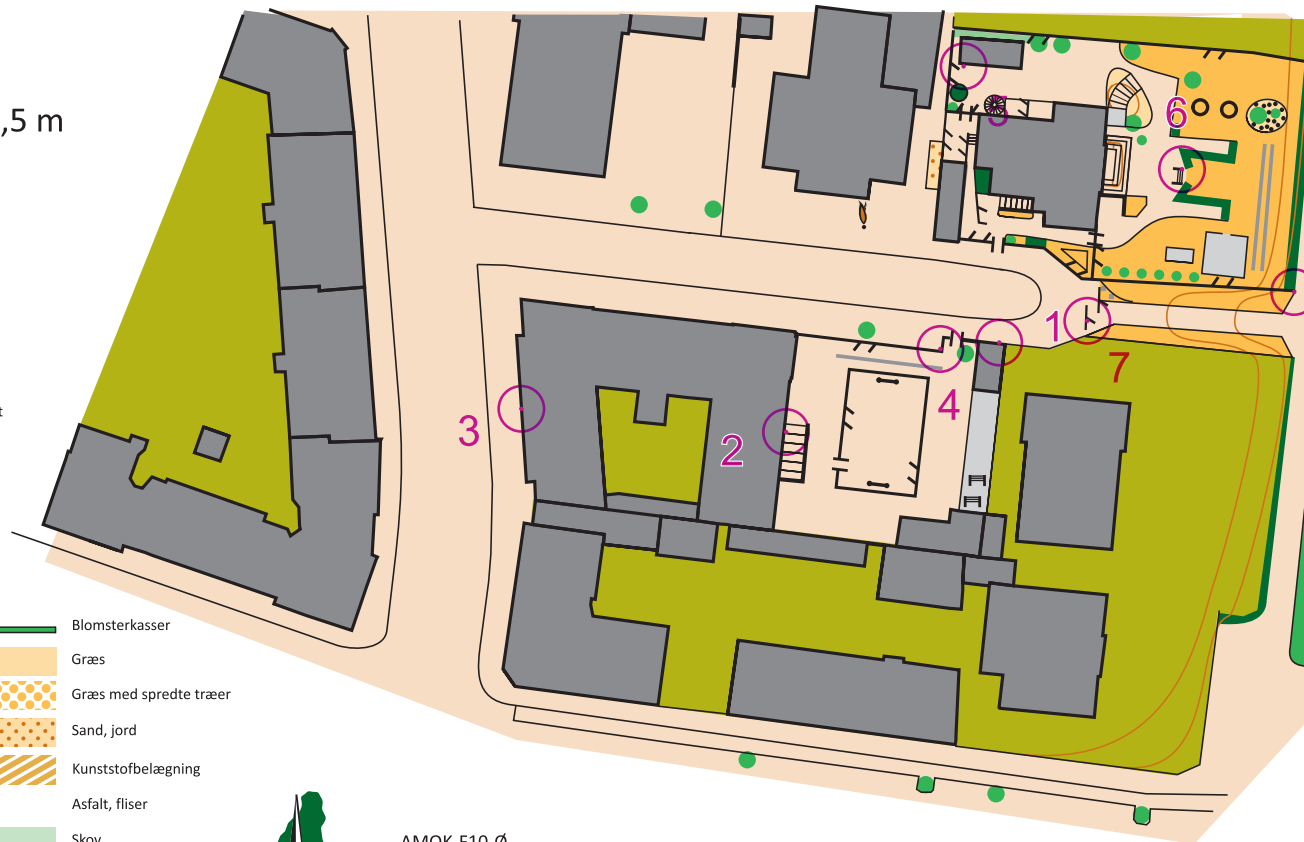 ,5 m
6
5
1
7
4
3
2
t
Blomsterkasser
Græs
Græs med spredte træer
Sand, jord
Kunststofbelægning
Asfalt, fliser
Skov
AMOK F10-Ø